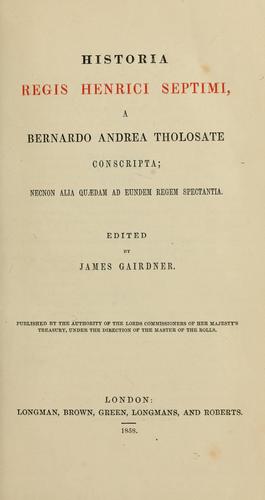 HISTORIA
REGIS HENRICI SEPTIMI,
A
BERNARDO ANDREA THOLOSATE
CONSCRIPTA;
NECNON ALIA QUÆDAM AD EUNDEM REGEM SPECTANTIA.
EDITED
BY
JAMES GAIRDNER.
PUBLISHED BY THE AUTHORITY OF THE LORDS COMMISSIONERS OF HER MAJESTY'S
TREASURY, UNDER THE DIRECTION OF THE MASTER OF THE ROLLS.
LONDON:
LONGMAN, BROWN, GREEN, LONGMANS, AND ROBERTS.
1858.